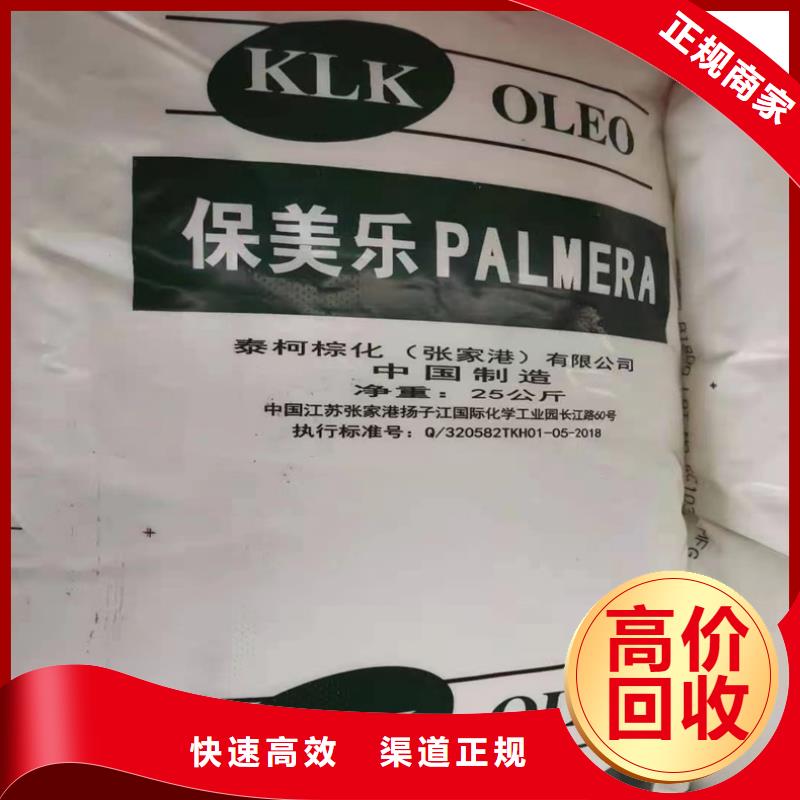 正规商家
KLK OLEO
保美乐PALMERA
泰柯棕化（张家港）有限公司
中国制造
净重：25公斤
中国江苏张家港扬子江国际化学工业园长江路60号
执行标准号：Q/320582TKH01-05-2018
高价
回收
快速高效 渠道正规